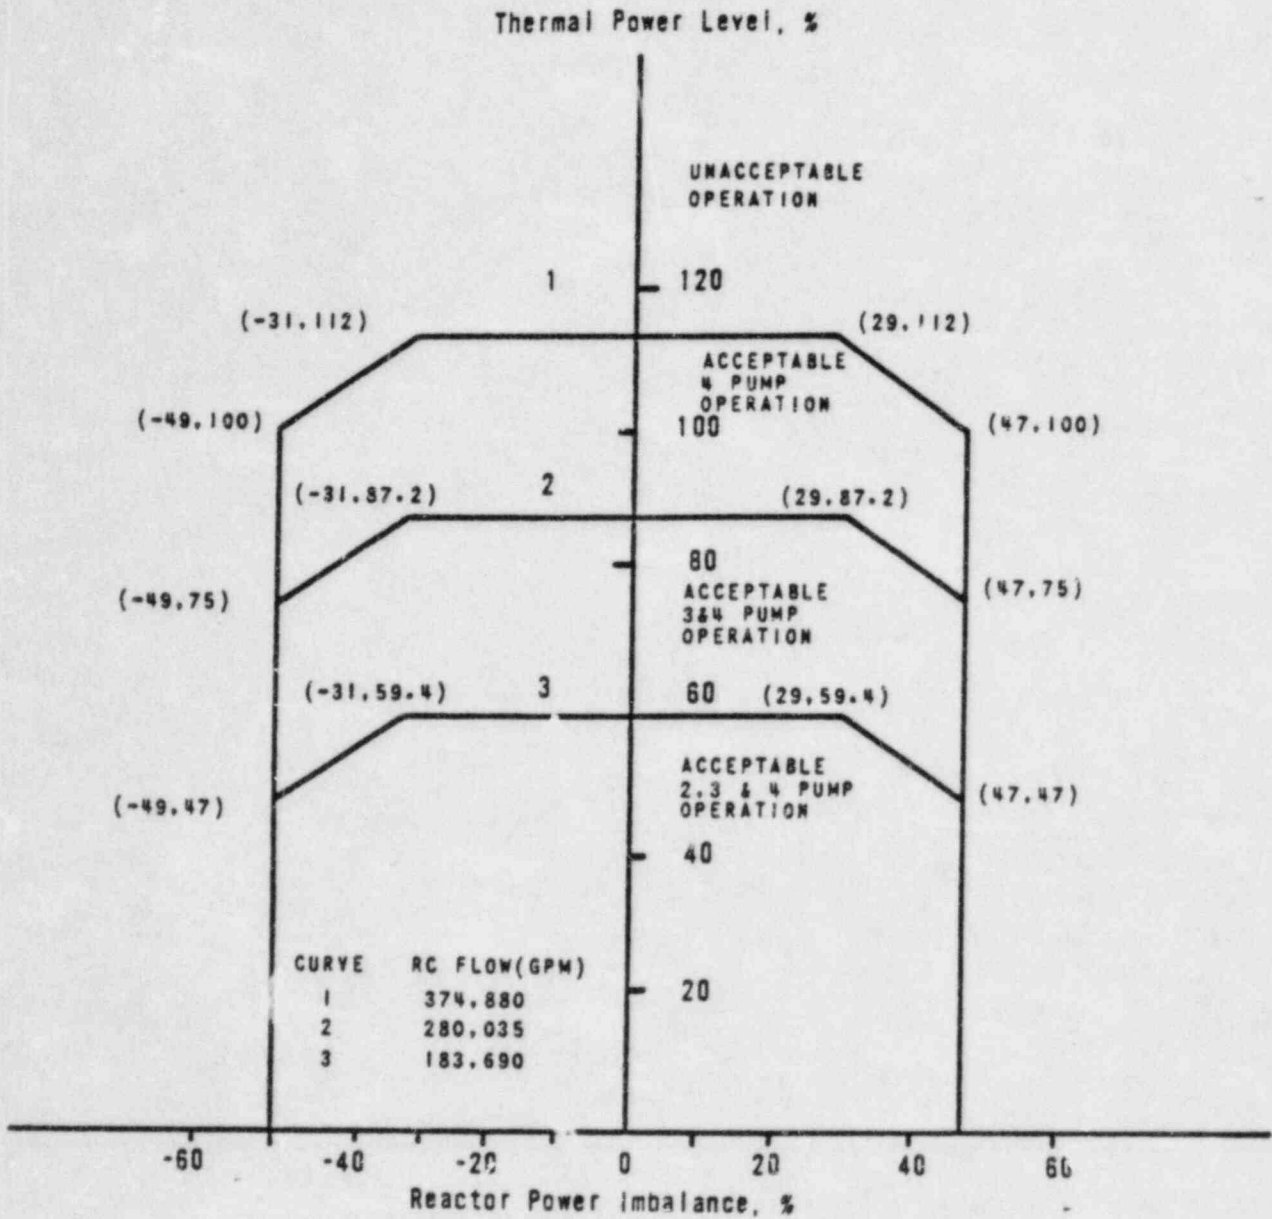 Thermal Power Level, %
UNACCEPTABLE
OPERATION
1
120
(-31,112)
(29,112)
ACCEPTABLE
4 PUMP
OPERATION
(-49,100)
100
(47,100)
2
(-31,87.2)
(29,87.2)
80
(-49,75)
ACCEPTABLE
3&4 PUMP
OPERATION
(47,75)
(-31,59.4)
3
60
(29,59.4)
ACCEPTABLE
2,3 & 4 PUMP
OPERATION
(-49,47)
(47,47)
40
CURVE RC FLOW(GPM)
1 374,880
2 280,035
3 183,690
20
-60 -40 -20 0 20 40 60
Reactor Power Imbalance, %